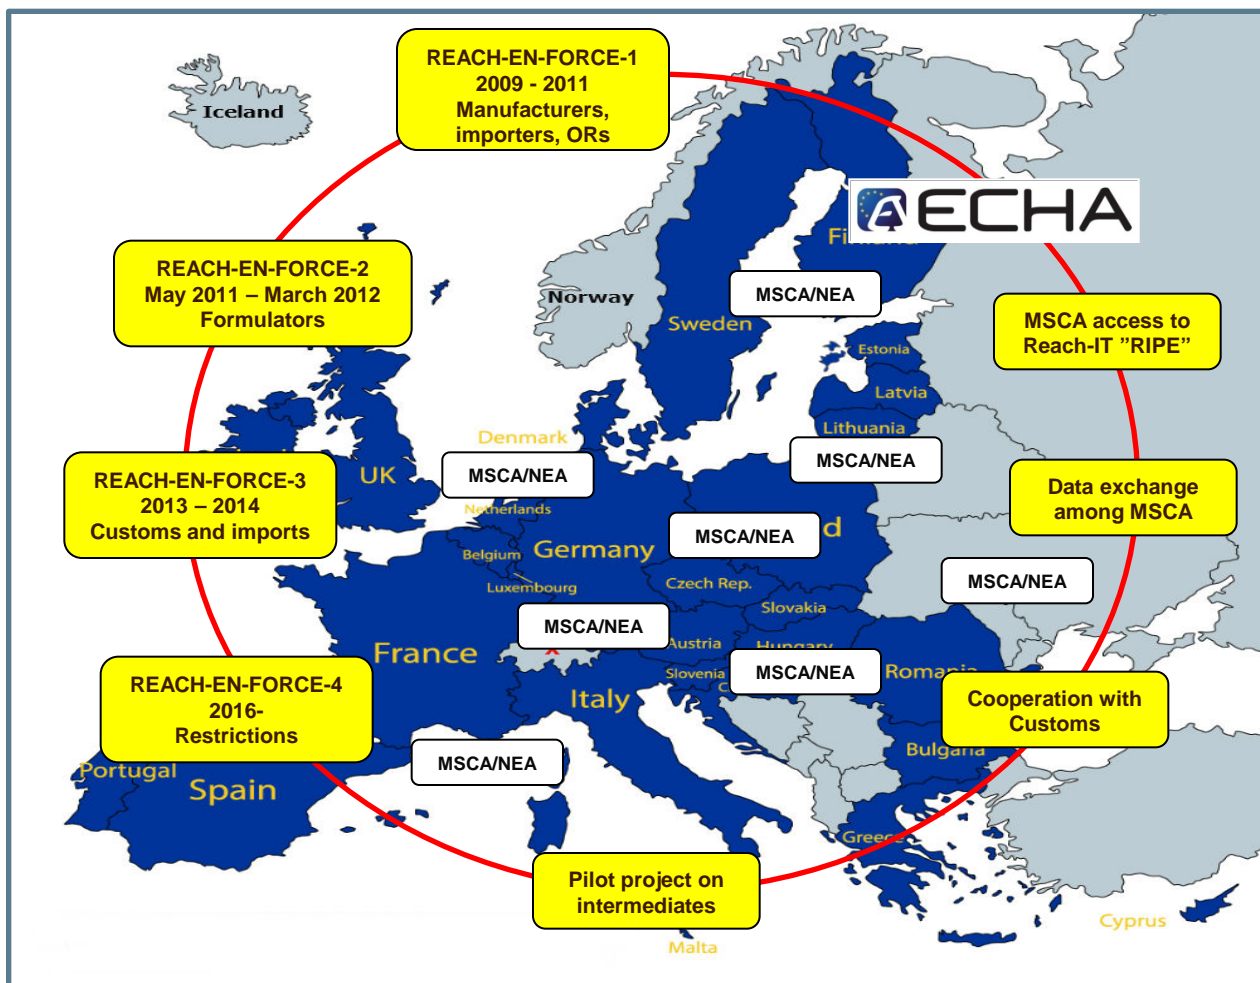 REACH-EN-FORCE-1
2009 - 2011
Manufacturers,
importers, ORs
Iceland
ECHA
Finland
REACH-EN-FORCE-2
May 2011 – March 2012
Formulators
Norway
MSCA/NEA
Sweden
MSCA access to
Reach-IT ”RIPE”
Estonia
Latvia
Lithuania
Denmark
MSCA/NEA
MSCA/NEA
UK
REACH-EN-FORCE-3
2013 – 2014
Customs and imports
Data exchange
among MSCA
Netherlands
MSCA/NEA
d
Germany
Belgium
Luxembourg
Czech Rep.
MSCA/NEA
Slovakia
MSCA/NEA
Austria
Hungary
France
MSCA/NEA
Slovenia
C
Romania
Italy
REACH-EN-FORCE-4
2016-
Restrictions
Cooperation with
Customs
Bulgaria
MSCA/NEA
Portugal
Spain
Greece
Pilot project on
intermediates
Cyprus
Malta